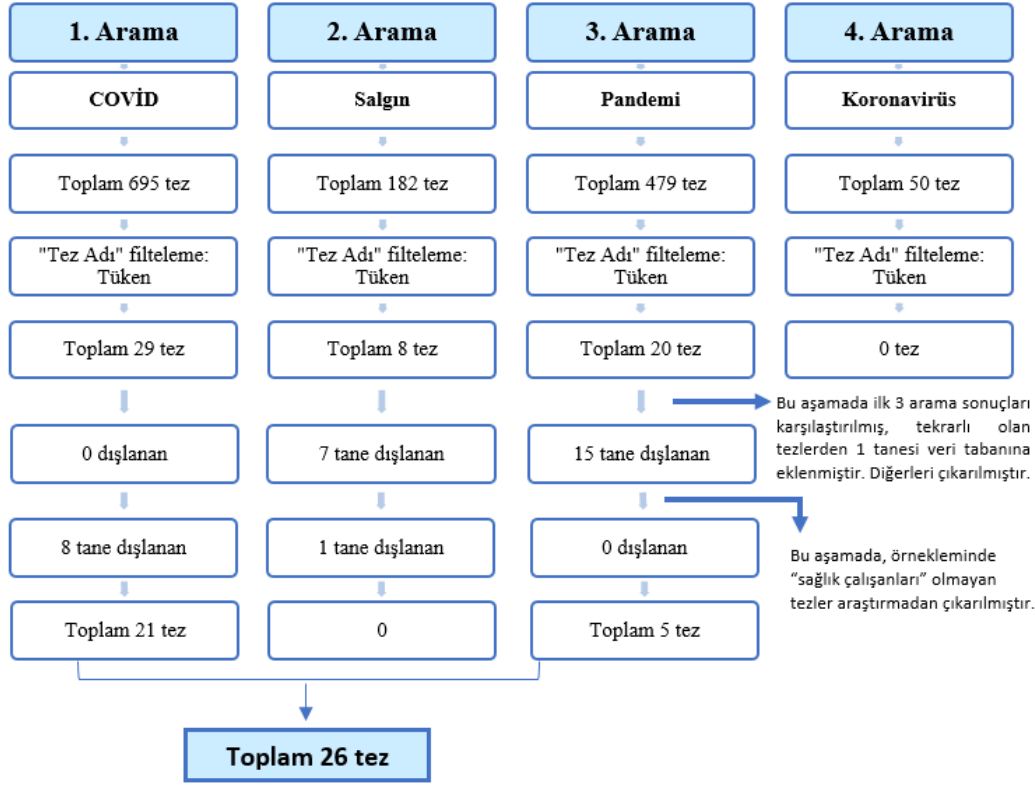 1. Arama
2. Arama
3. Arama
4. Arama
COVİD
Salgın
Pandemi
Koronavirüs
Toplam 695 tez
Toplam 182 tez
Toplam 479 tez
Toplam 50 tez
"Tez Adı" filteleme:
Tüken
"Tez Adı" filteleme:
Tüken
"Tez Adı" filteleme:
Tüken
"Tez Adı" filteleme:
Tüken
Toplam 29 tez
Toplam 8 tez
Toplam 20 tez
0 tez
Bu aşamada ilk 3 arama sonuçları
karşılaştırılmış, tekrarlı olan
tezlerden 1 tanesi veri tabanına
eklenmiştir. Diğerleri çıkarılmıştır.
0 dışlanan
7 tane dışlanan
15 tane dışlanan
8 tane dışlanan
1 tane dışlanan
0 dışlanan
Bu aşamada, örnekleminde
“sağlık çalışanları” olmayan
tezler araştırmadan çıkarılmıştır.
Toplam 21 tez
0
Toplam 5 tez
Toplam 26 tez